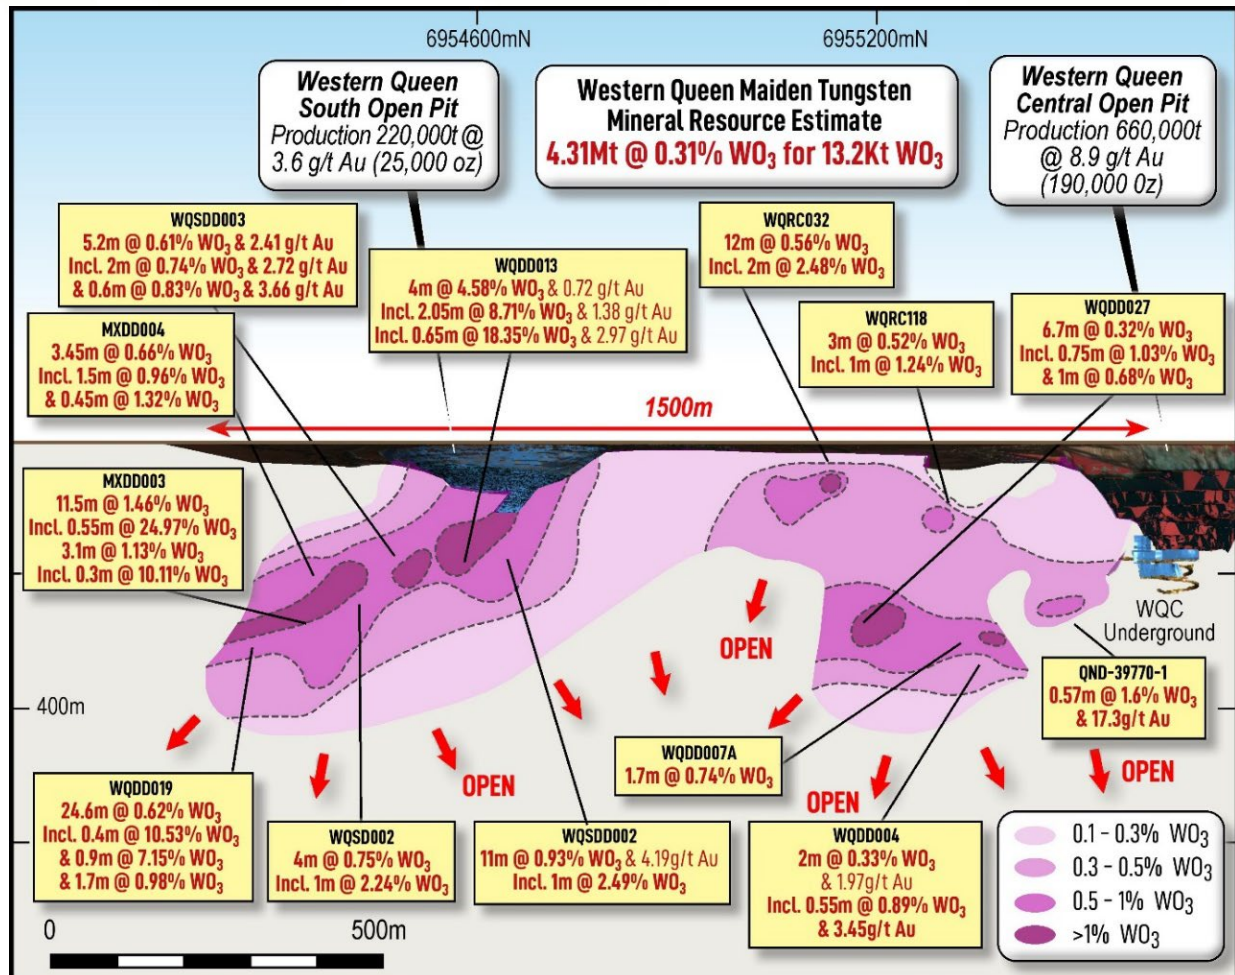 6954600mN
6955200mN
Western Queen
South Open Pit
Production 220,000t @
3.6 g/t Au (25,000 oz)
Western Queen Maiden Tungsten
Mineral Resource Estimate
4.31Mt @ 0.31% WO₃ for 13.2Kt WO₃
Western Queen
Central Open Pit
Production 660,000t
@ 8.9 g/t Au
(190,000 0z)
WQSDD003
5.2m @ 0.61% WO₃ & 2.41 g/t Au
Incl. 2m @ 0.74% WO₃ & 2.72 g/t Au
& 0.6m @ 0.83% WO₃ & 3.66 g/t Au
WQDD013
4m @ 4.58% WO₃ & 0.72 g/t Au
Incl. 2.05m @ 8.71% WO₃ & 1.38 g/t Au
Incl. 0.65m @ 18.35% WO₃ & 2.97 g/t Au
WQRC032
12m @ 0.56% WO₃
Incl. 2m @ 2.48% WO₃
WQRC118
3m @ 0.52% WO₃
Incl. 1m @ 1.24% WO₃
WQDD027
6.7m @ 0.32% WO₃
Incl. 0.75m @ 1.03% WO₃
& 1m @ 0.68% WO₃
MXDD004
3.45m @ 0.66% WO₃
Incl. 1.5m @ 0.96% WO₃
& 0.45m @ 1.32% WO₃
1500m
MXDD003
11.5m @ 1.46% WO₃
Incl. 0.55m @ 24.97% WO₃
3.1m @ 1.13% WO₃
Incl. 0.3m @ 10.11% WO₃
WQC
Underground
OPEN
QND-39770-1
0.57m @ 1.6% WO₃
& 17.3g/t Au
400m
WQDD007A
1.7m @ 0.74% WO₃
OPEN
OPEN
OPEN
WQDD019
24.6m @ 0.62% WO₃
Incl. 0.4m @ 10.53% WO₃
& 0.9m @ 7.15% WO₃
& 1.7m @ 0.98% WO₃
WQSD002
4m @ 0.75% WO₃
Incl. 1m @ 2.24% WO₃
WQSDD002
11m @ 0.93% WO₃ & 4.19g/t Au
Incl. 1m @ 2.49% WO₃
WQDD004
2m @ 0.33% WO₃
& 1.97g/t Au
Incl. 0.55m @ 0.89% WO₃
& 3.45g/t Au
0.1 – 0.3% WO₃
0.3 – 0.5% WO₃
0.5 – 1% WO₃
>1% WO₃
0
500m